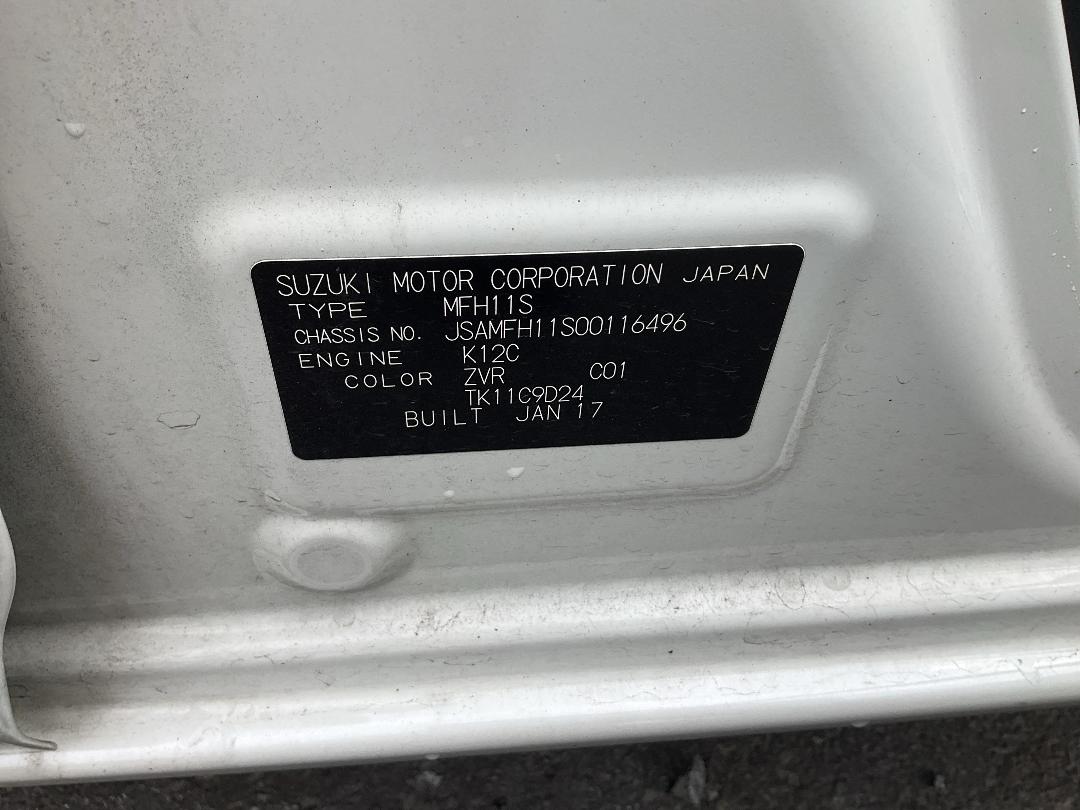 SUZUKI MOTOR CORPORATION JAPAN
TYPE MFH11S
CHASSIS NO. JSAMFH11S00116496
ENGINE K12C
COLOR ZVR C01
TK11C9D24
BUILT JAN 17